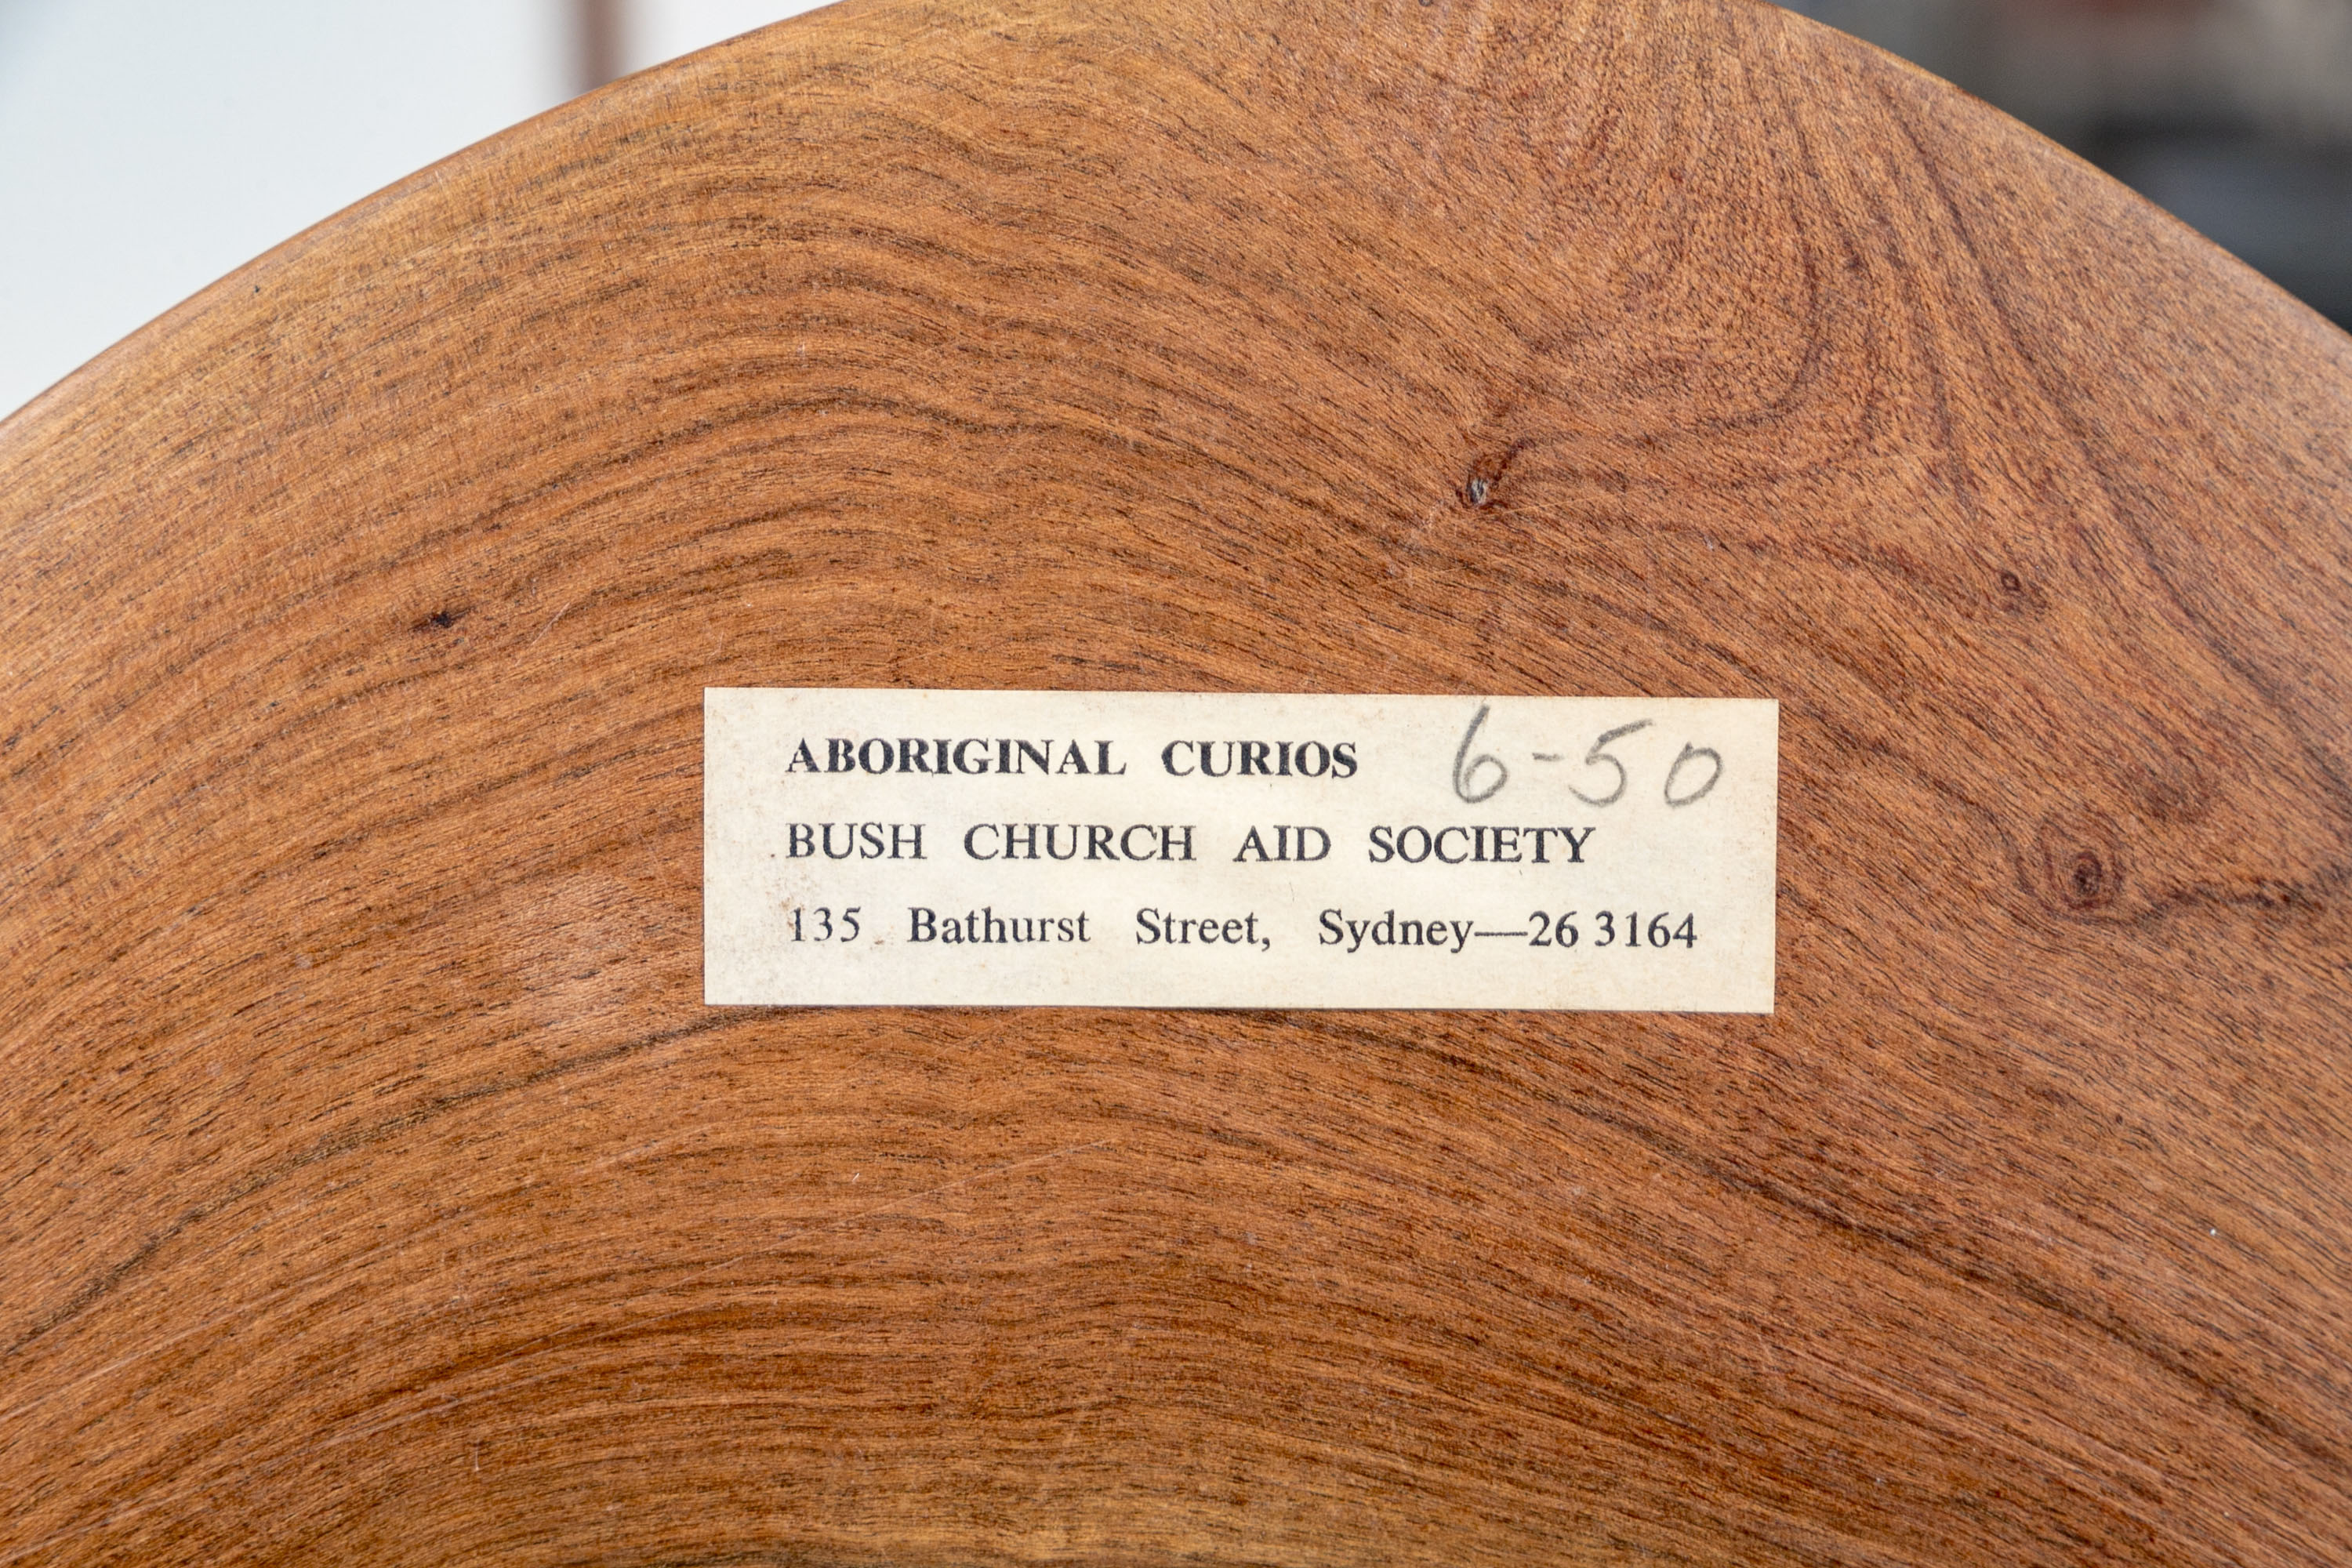 ABORIGINAL CURIOS 6-50
BUSH CHURCH AID SOCIETY
135 Bathurst Street, Sydney—26 3164